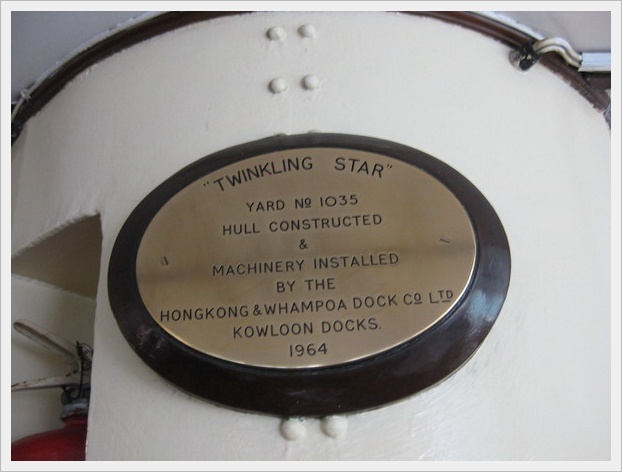 "TWINKLING STAR"
YARD Nº 1035
HULL CONSTRUCTED
&
MACHINERY INSTALLED
BY THE
HONGKONG & WHAMPOA DOCK Cº LTD
KOWLOON DOCKS.
1964